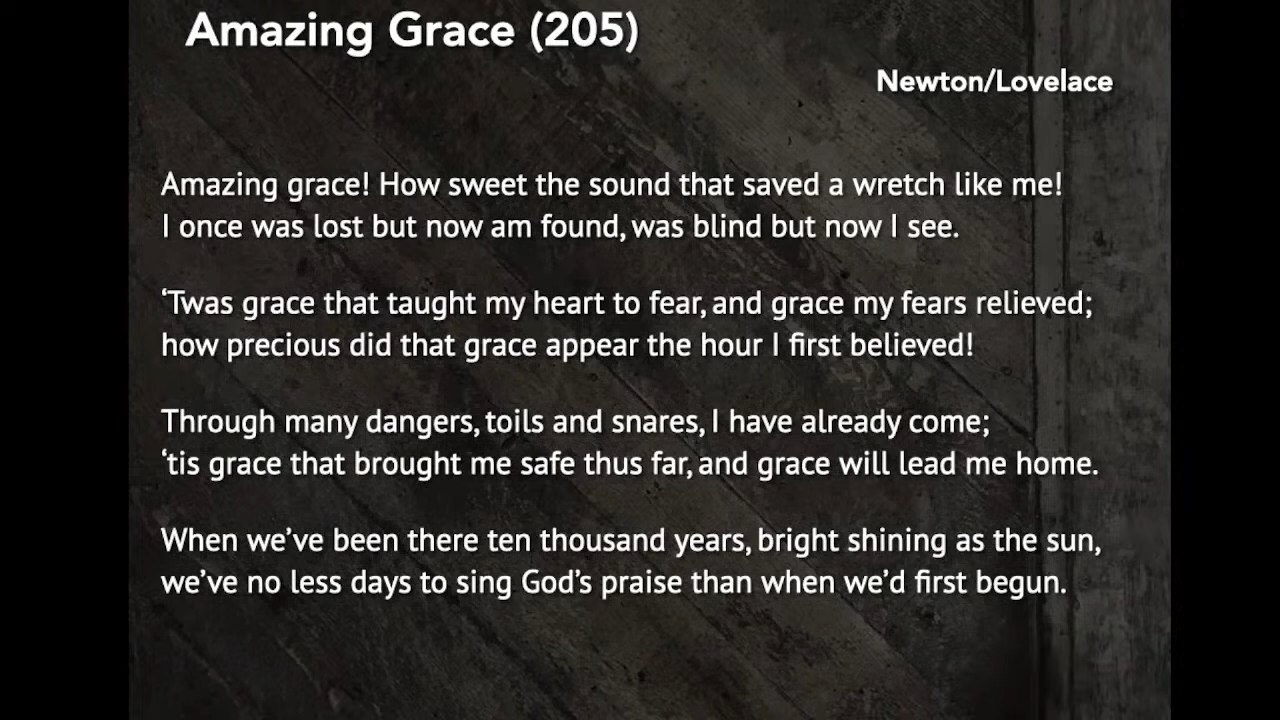 Amazing Grace (205)
Newton/Lovelace
Amazing grace! How sweet the sound that saved a wretch like me!
I once was lost but now am found, was blind but now I see.
‘Twas grace that taught my heart to fear, and grace my fears relieved;
how precious did that grace appear the hour I first believed!
Through many dangers, toils and snares, I have already come;
‘tis grace that brought me safe thus far, and grace will lead me home.
When we’ve been there ten thousand years, bright shining as the sun,
we’ve no less days to sing God’s praise than when we’d first begun.